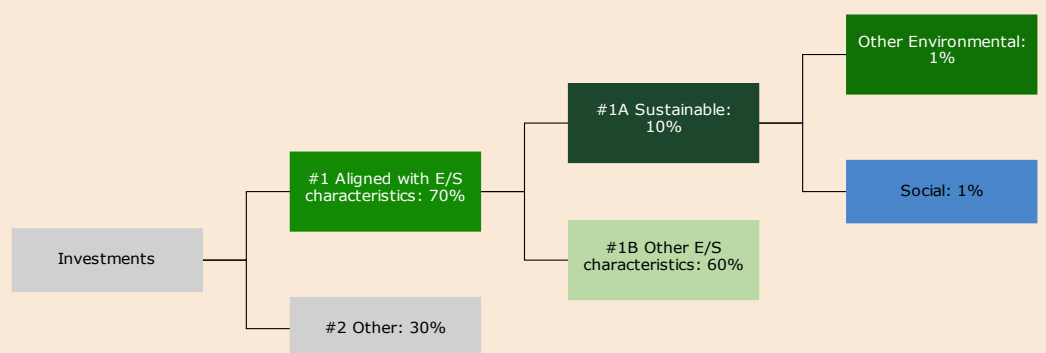 Investments
#1 Aligned with E/S
characteristics: 70%
#2 Other: 30%
#1A Sustainable:
10%
#1B Other E/S
characteristics: 60%
Other Environmental:
1%
Social: 1%